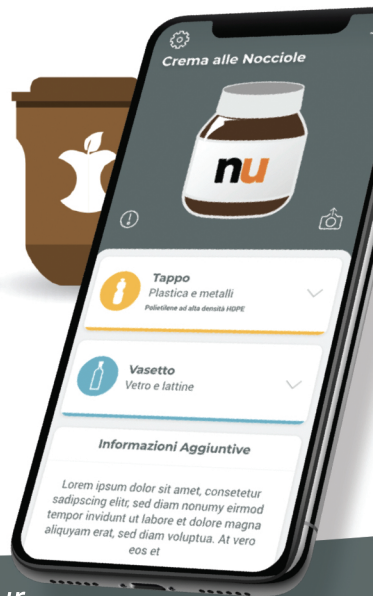 Crema alle Nocciole
nu
Tappo
Plastica e metalli
Polietilene ad alta densità HDPE
Vasetto
Vetro e lattine
Informazioni Aggiuntive
Lorem ipsum dolor sit amet, consetetur
sadipscing elitr, sed diam nonumy eirmod
tempor invidunt ut labore et dolore magna
aliquyam erat, sed diam voluptua. At vero
eos et